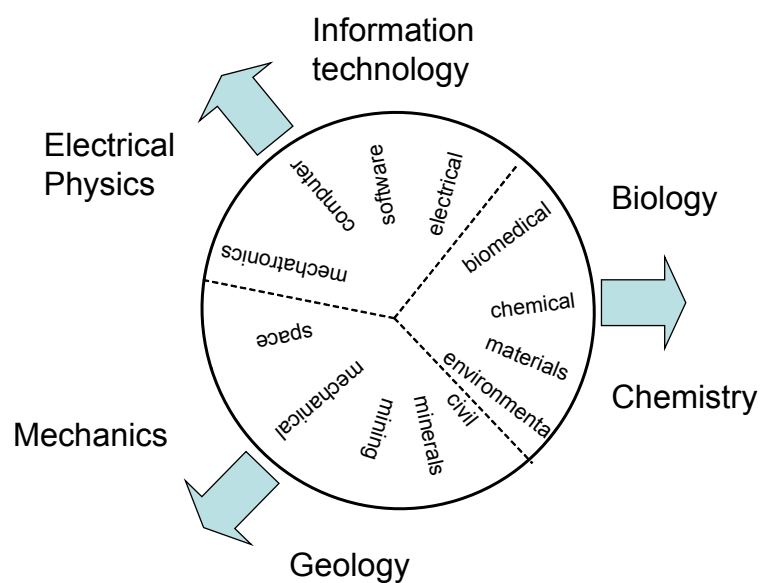 Information
technology
Electrical
Physics
computer
software
electrical
mechatronics
biomedical
Biology
chemical
space
materials
environmenta
mechanical
mining
minerals
civil
Chemistry
Mechanics
Geology